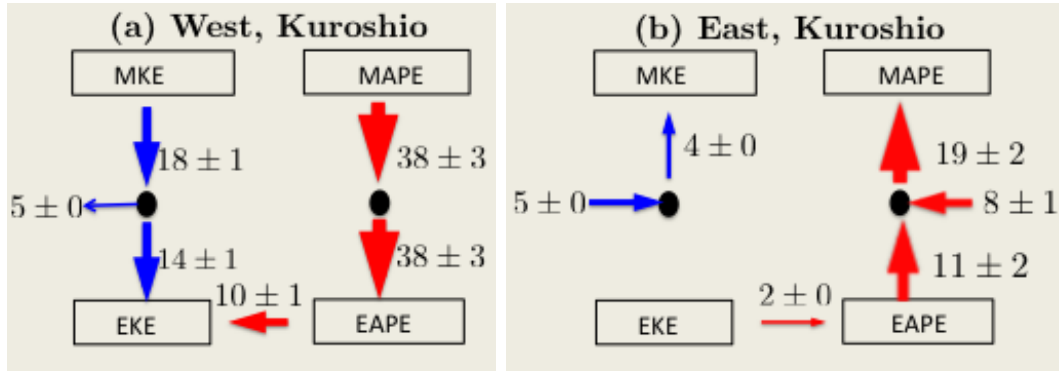 (a) West, Kuroshio
MKE
MAPE
18 ± 1
38 ± 3
5 ± 0
14 ± 1
38 ± 3
10 ± 1
EKE
EAPE
(b) East, Kuroshio
MKE
MAPE
4 ± 0
19 ± 2
5 ± 0
8 ± 1
11 ± 2
2 ± 0
EKE
EAPE